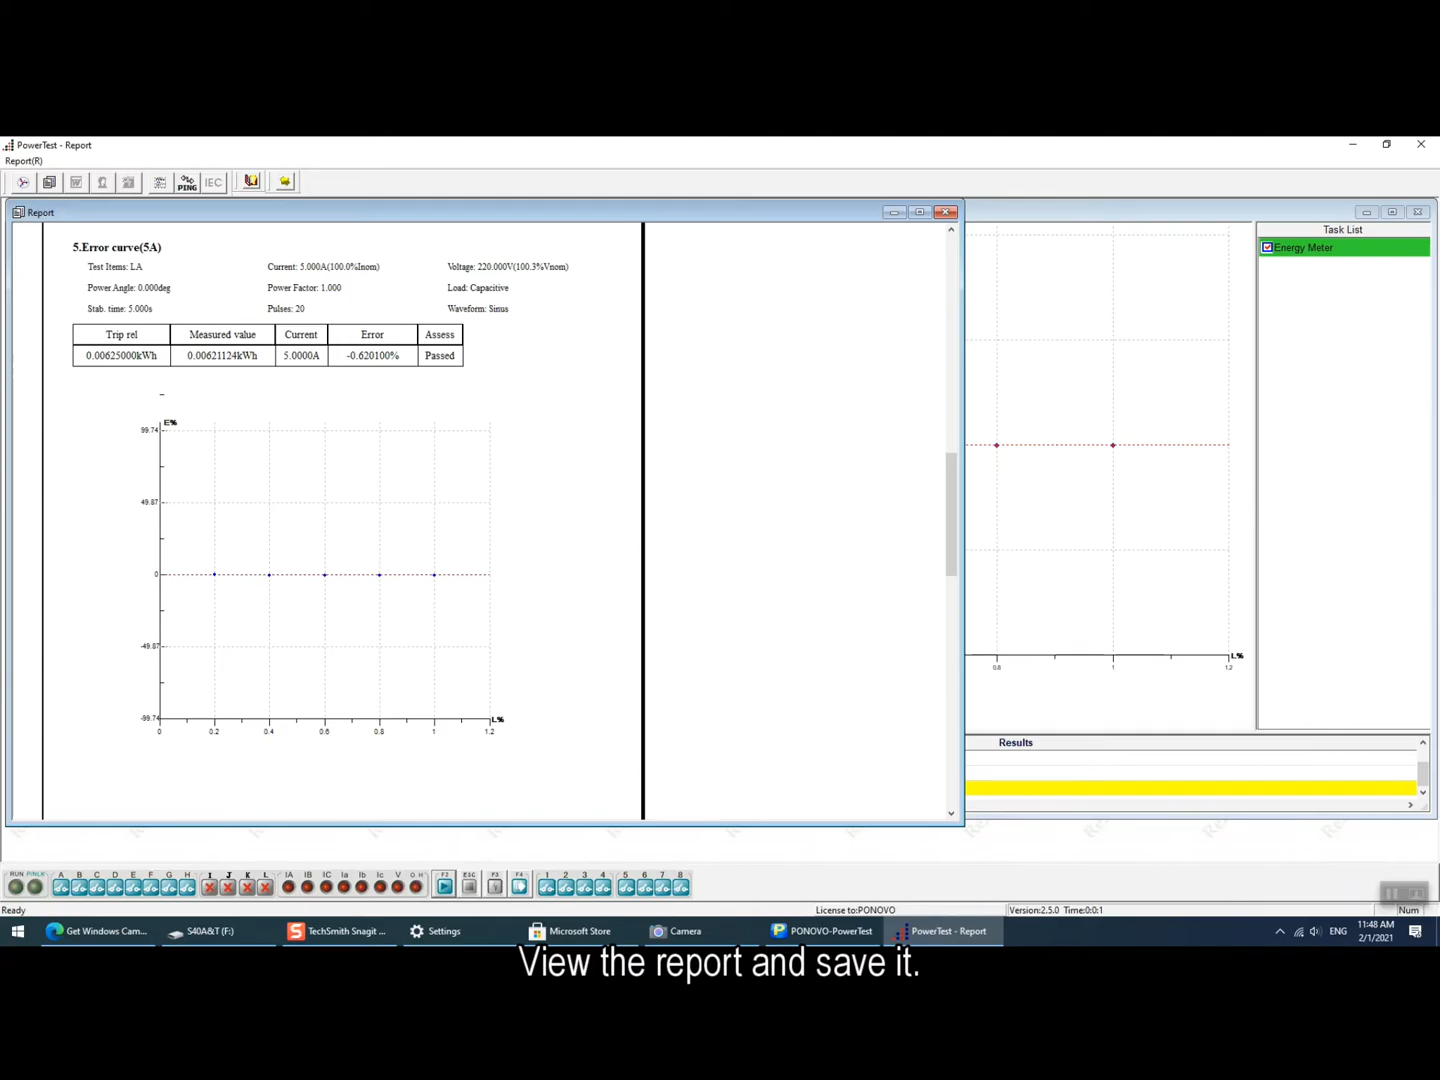 PowerTest - Report
Report(R)
PING
IEC
Report
5.Error curve(5A)
Test Items: LA Current: 5.000A(100.0%Inom) Voltage: 220.000V(100.3%Vnom)
Power Angle: 0.000deg Power Factor: 1.000 Load: Capacitive
Stab. time: 5.000s Pulses: 20 Waveform: Sinus
Trip rel Measured value Current Error Assess
0.00625000kWh 0.00621124kWh 5.0000A -0.620100% Passed
E%
99.74
49.87
0
-49.87
-99.74
L%
0 0.2 0.4 0.6 0.8 1 1.2
L%
0.8 1 1.2
Task List
Energy Meter
Results
RUN P/NLK A B C D E F G H I J K L IA IB IC Ia Ib Ic V O H F2 ESC F3 F4 1 2 3 4 5 6 7 8
Ready License to:PONOVO Version:2.5.0 Time:0:0:1 Num
Get Windows Cam... S40A&T (F:) TechSmith Snagit ... Settings Microsoft Store Camera PONOVO-PowerTest PowerTest - Report ENG 11:48 AM
2/1/2021
View the report and save it.